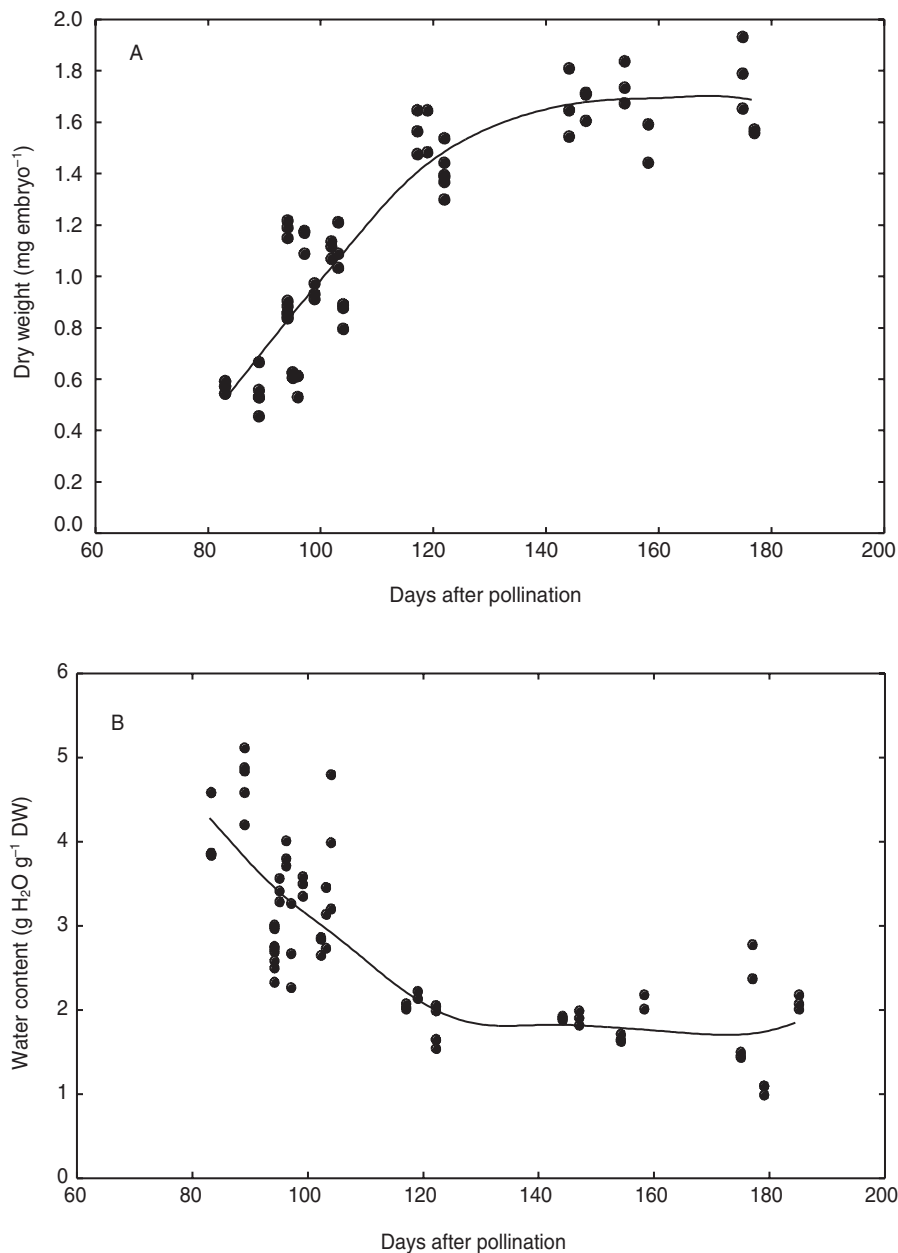 A
2.0
1.8
1.6
1.4
1.2
1.0
0.8
0.6
0.4
0.2
0.0
Dry weight (mg embryo⁻¹)
60 80 100 120 140 160 180 200
Days after pollination
B
6
5
4
3
2
1
0
Water content (g H₂O g⁻¹ DW)
60 80 100 120 140 160 180 200
Days after pollination